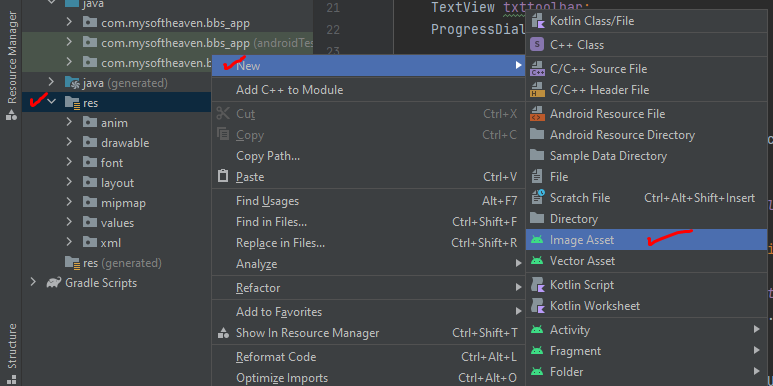 Resource Manager
Structure
java
com.mysoftheaven.bbs_app
com.mysoftheaven.bbs_app (androidTes
com.mysoftheaven.b
java (generated)
res
anim
drawable
font
layout
mipmap
values
xml
res (generated)
Gradle Scripts
21 TextView txttoolbar;
22 ProgressDial
New
Add C++ to Module
Cut Ctrl+X
Copy Ctrl+C
Copy Path...
Paste Ctrl+V
Find Usages Alt+F7
Find in Files... Ctrl+Shift+F
Replace in Files... Ctrl+Shift+R
Analyze
Refactor
Add to Favorites
Show In Resource Manager Ctrl+Shift+T
Reformat Code Ctrl+Alt+L
Optimize Imports Ctrl+Alt+O
Kotlin Class/File
C++ Class
C/C++ Source File
C/C++ Header File
Android Resource File
Android Resource Directory
Sample Data Directory
File
Scratch File Ctrl+Alt+Shift+Insert
Directory
Image Asset
Vector Asset
Kotlin Script
Kotlin Worksheet
Activity
Fragment
Folder